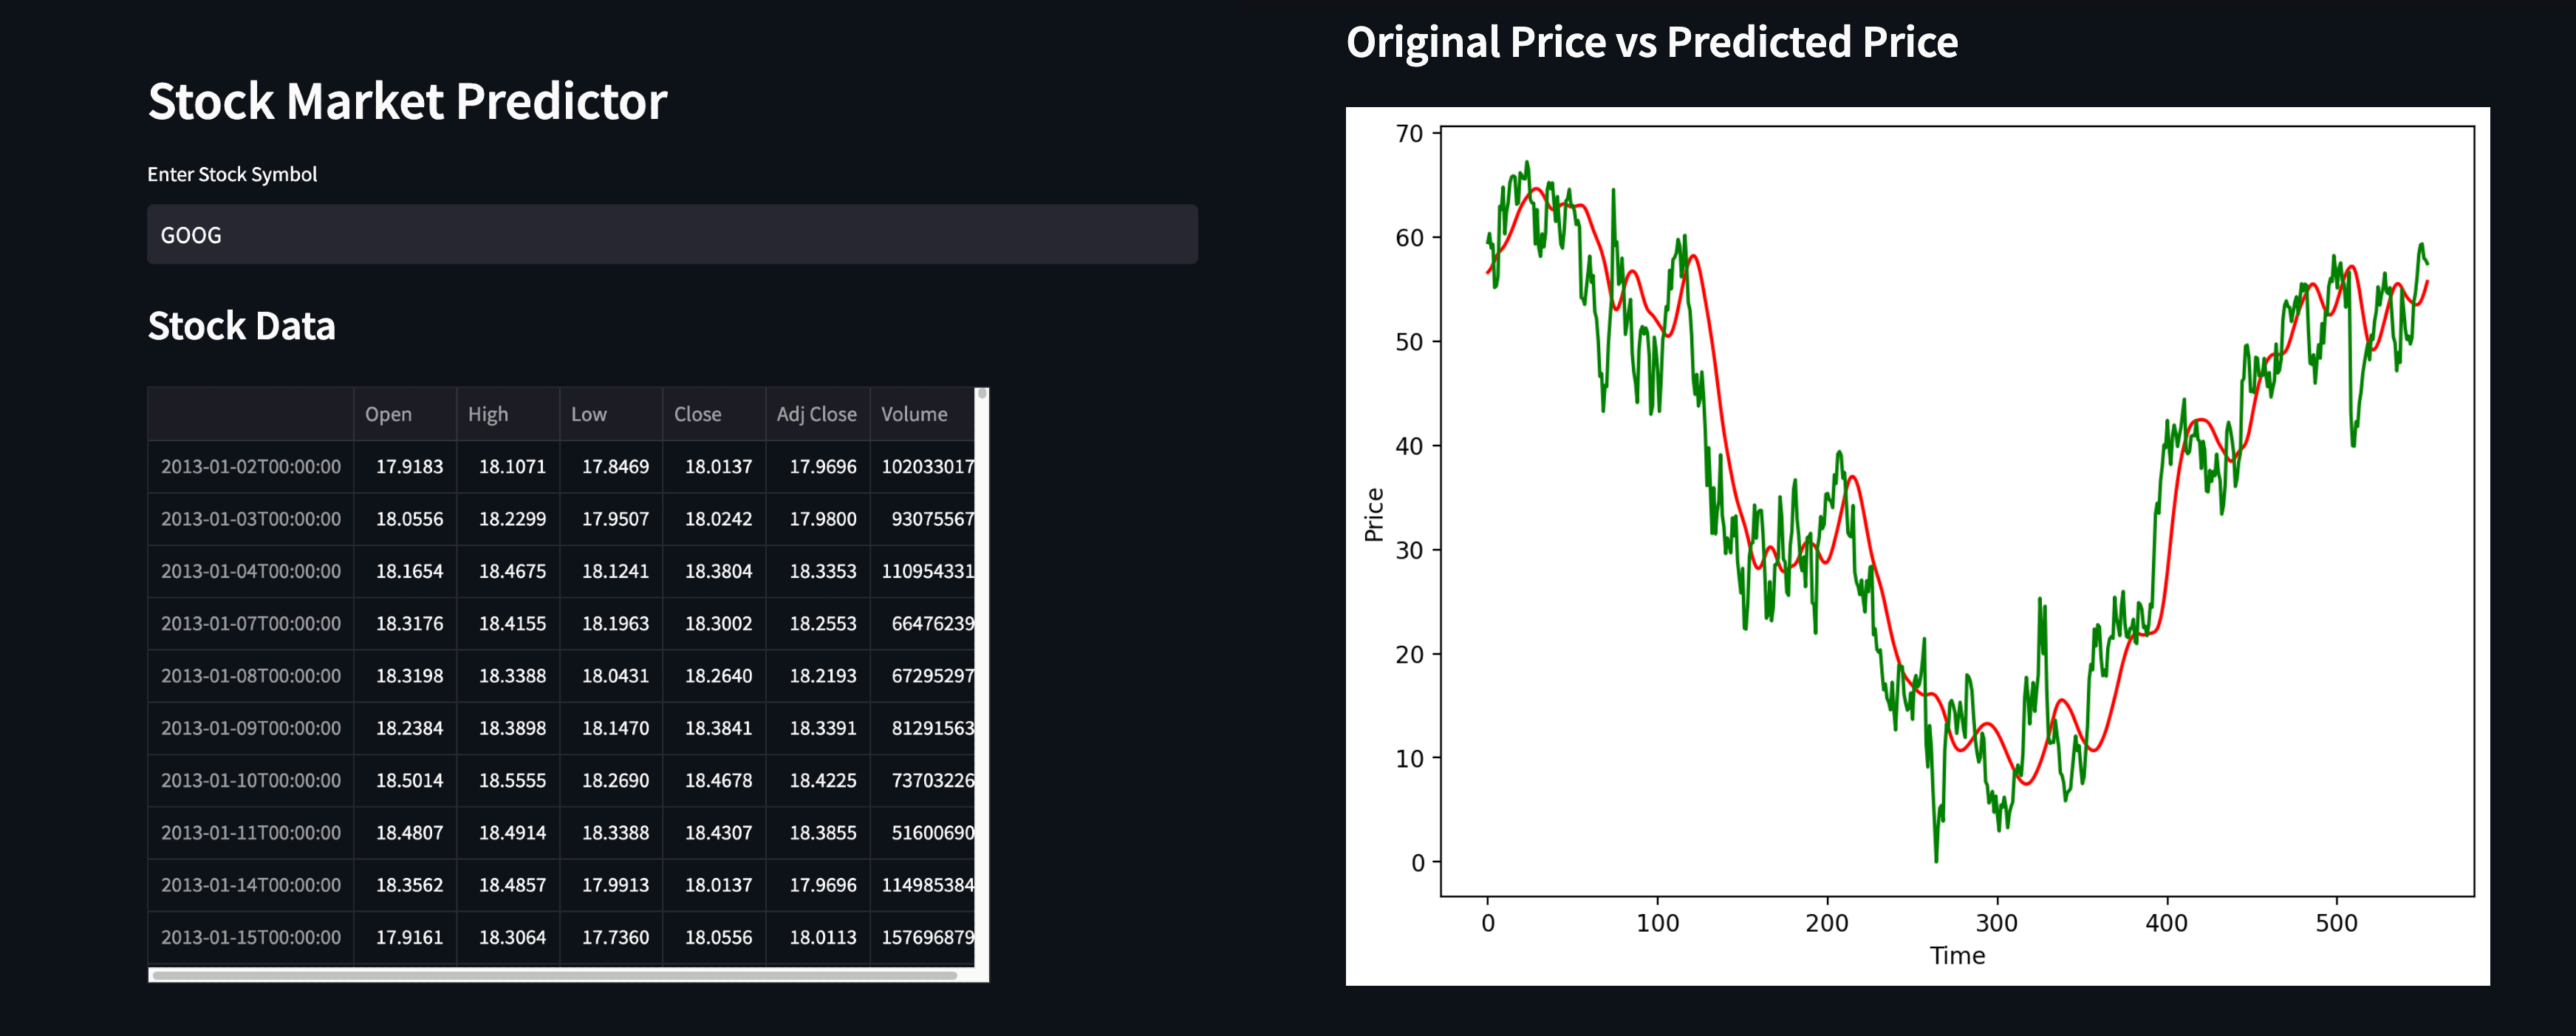 Stock Market Predictor
Enter Stock Symbol
GOOG
Stock Data
Open High Low Close Adj Close Volume
2013-01-02T00:00:00 17.9183 18.1071 17.8469 18.0137 17.9696 102033017
2013-01-03T00:00:00 18.0556 18.2299 17.9507 18.0242 17.9800 93075567
2013-01-04T00:00:00 18.1654 18.4675 18.1241 18.3804 18.3353 110954331
2013-01-07T00:00:00 18.3176 18.4155 18.1963 18.3002 18.2553 66476239
2013-01-08T00:00:00 18.3198 18.3388 18.0431 18.2640 18.2193 67295297
2013-01-09T00:00:00 18.2384 18.3898 18.1470 18.3841 18.3391 81291563
2013-01-10T00:00:00 18.5014 18.5555 18.2690 18.4678 18.4225 73703226
2013-01-11T00:00:00 18.4807 18.4914 18.3388 18.4307 18.3855 51600690
2013-01-14T00:00:00 18.3562 18.4857 17.9913 18.0137 17.9696 114985384
2013-01-15T00:00:00 17.9161 18.3064 17.7360 18.0556 18.0113 157696879
Original Price vs Predicted Price
70
60
50
40
30
20
10
0
Price
0 100 200 300 400 500
Time